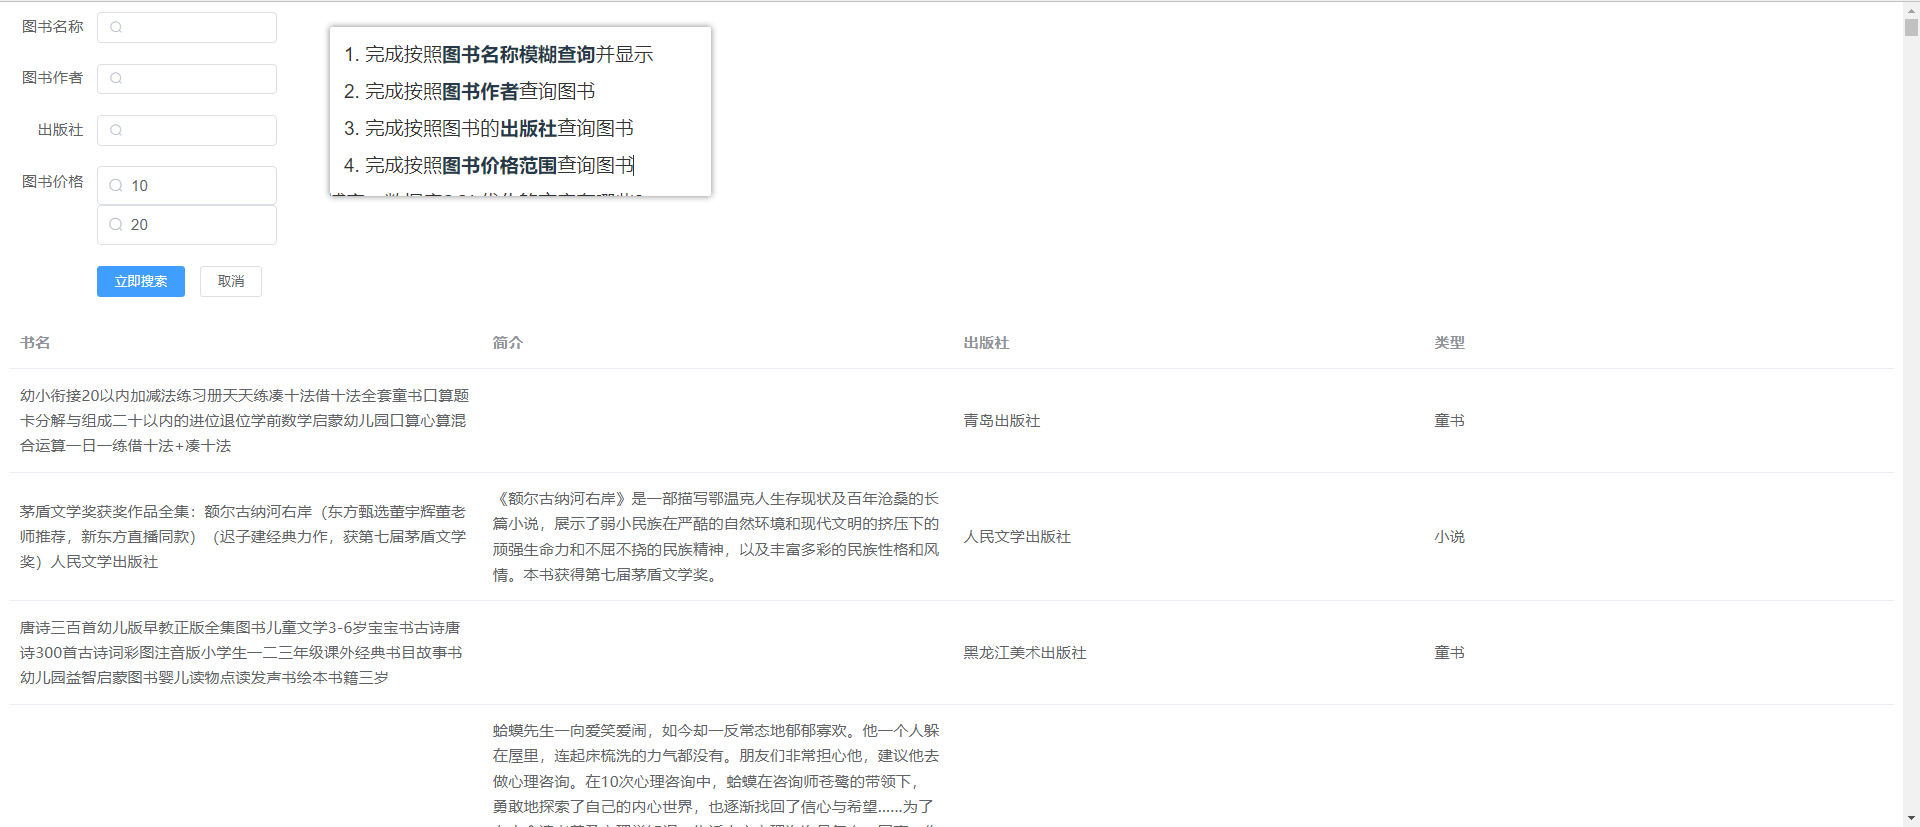 图书名称
图书作者
出版社
图书价格
10
20
立即搜索
取消
1. 完成按照图书名称模糊查询并显示
2. 完成按照图书作者查询图书
3. 完成按照图书的出版社查询图书
4. 完成按照图书价格范围查询图书
书名 简介 出版社 类型
幼小衔接20以内加减法练习册天天练凑十法借十法全套童书口算题
卡分解与组成二十以内的进位退位学前数学启蒙幼儿园口算心算混
合运算一日一练借十法+凑十法
青岛出版社
童书
茅盾文学奖获奖作品全集：额尔古纳河右岸（东方甄选董宇辉董老
师推荐，新东方直播同款）（迟子建经典力作，获第七届茅盾文学
奖）人民文学出版社
《额尔古纳河右岸》是一部描写鄂温克人生存现状及百年沧桑的长
篇小说，展示了弱小民族在严酷的自然环境和现代文明的挤压下的
顽强生命力和不屈不挠的民族精神，以及丰富多彩的民族性格和风
情。本书获得第七届茅盾文学奖。
人民文学出版社
小说
唐诗三百首幼儿版早教正版全集图书儿童文学3-6岁宝宝书古诗唐
诗300首古诗词彩图注音版小学生一二三年级课外经典书目故事书
幼儿园益智启蒙图书婴儿读物点读发声书绘本书籍三岁
黑龙江美术出版社
童书
蛤蟆先生一向爱笑爱闹，如今却一反常态地郁郁寡欢。他一个人躲
在屋里，连起床梳洗的力气都没有。朋友们非常担心他，建议他去
做心理咨询。在10次心理咨询中，蛤蟆在咨询师苍鹭的带领下，
勇敢地探索了自己的内心世界，也逐渐找回了信心与希望……为了